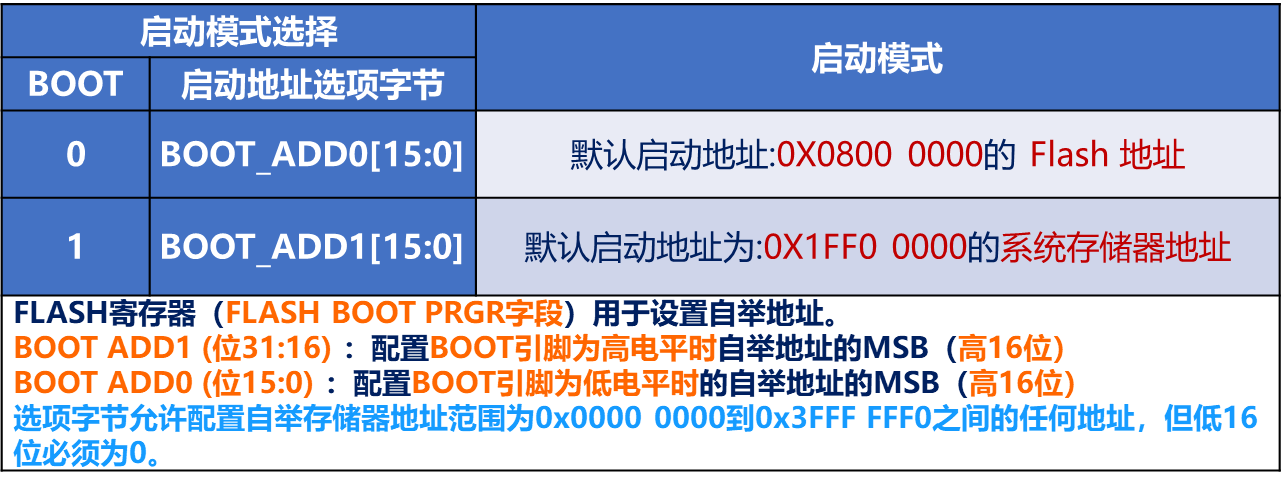 启动模式选择
启动模式
BOOT
启动地址选项字节
0
BOOT_ADD0[15:0]
默认启动地址:0X0800 0000的 Flash 地址
1
BOOT_ADD1[15:0]
默认启动地址为:0X1FF0 0000的系统存储器地址
FLASH寄存器（FLASH BOOT PRGR字段）用于设置自举地址。
BOOT ADD1 (位31:16) ：配置BOOT引脚为高电平时自举地址的MSB（高16位)
BOOT ADD0 (位15:0) ：配置BOOT引脚为低电平时的自举地址的MSB（高16位)
选项字节允许配置自举存储器地址范围为0x0000 0000到0x3FFF FFF0之间的任何地址，但低16
位必须为0。